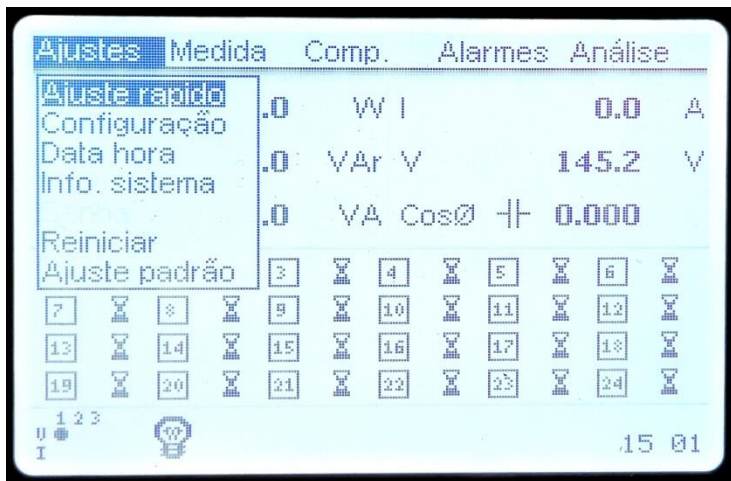 Ajustes Medida Comp. Alarmes Análise
Ajuste rapido
Configuração
Data hora
Info. sistema
Senha
Reiniciar
Ajuste padrão
.0 W I 0.0 A
.0 VAr V 145.2 V
.0 VA CosØ 0.000
3 4 5 6
7 8 9 10 11 12
13 14 15 16 17 18
19 20 21 22 23 24
1 2 3
V
I
15 01